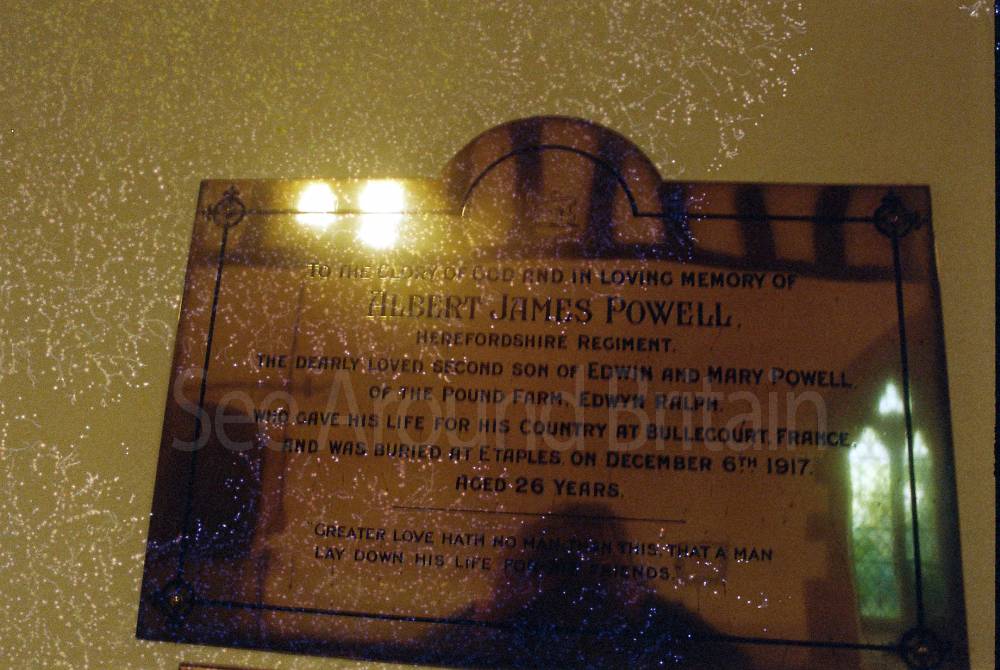 TO THE GLORY OF GOD AND IN LOVING MEMORY OF
ALBERT JAMES POWELL,
HEREFORDSHIRE REGIMENT.
THE DEARLY LOVED SECOND SON OF EDWIN AND MARY POWELL
OF THE POUND FARM, EDWYN RALPH.
WHO GAVE HIS LIFE FOR HIS COUNTRY AT BULLECOURT, FRANCE,
AND WAS BURIED AT ETAPLES, ON DECEMBER 6TH 1917.
AGED 26 YEARS.
"GREATER LOVE HATH NO MAN THAN THIS, THAT A MAN
LAY DOWN HIS LIFE FOR HIS FRIENDS."
See Around Britain